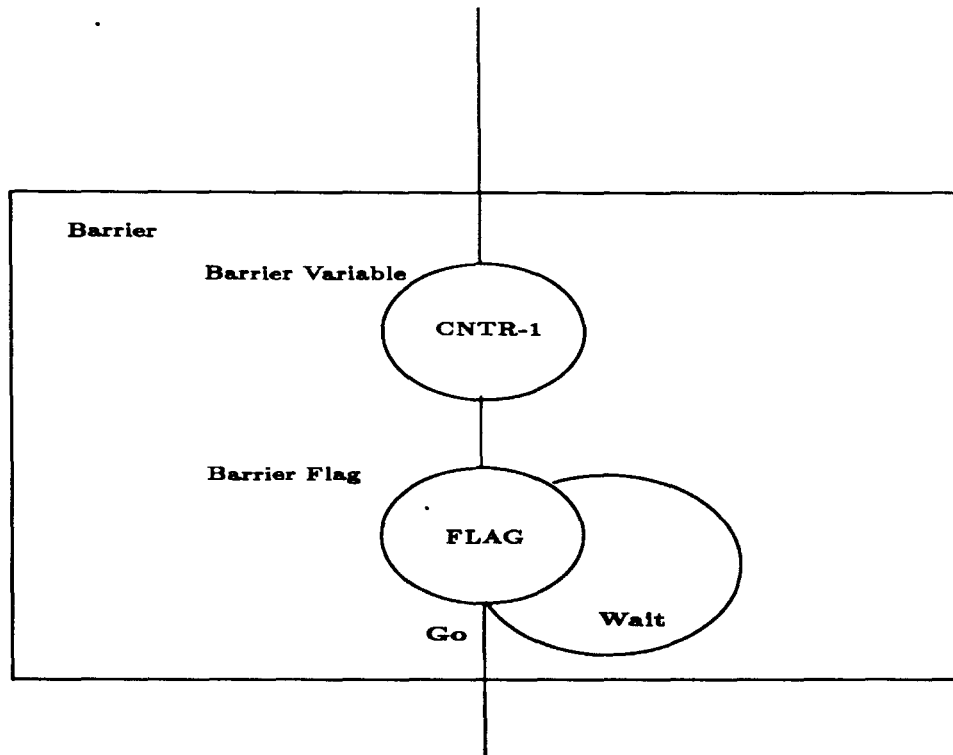 Barrier
Barrier Variable
CNTR-1
Barrier Flag
FLAG
Wait
Go